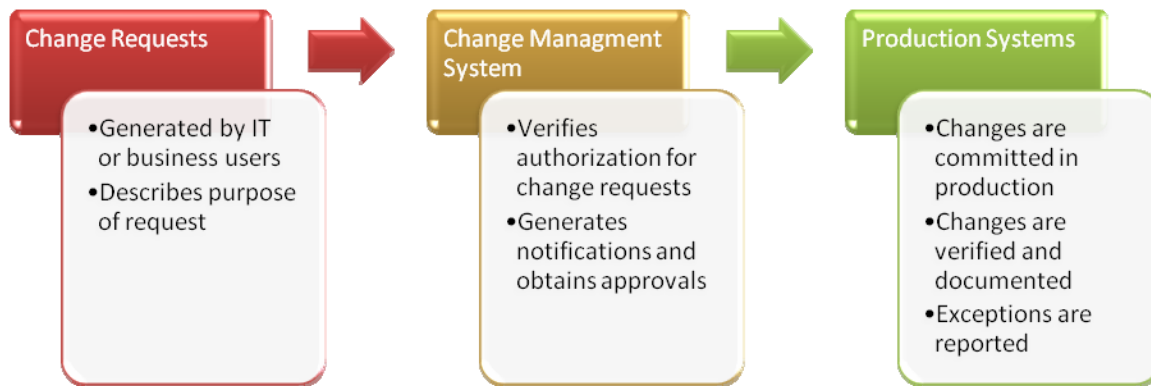 Change Requests
•Generated by IT
or business users
•Describes purpose
of request
Change Managment
System
•Verifies
authorization for
change requests
•Generates
notifications and
obtains approvals
Production Systems
•Changes are
committed in
production
•Changes are
verified and
documented
•Exceptions are
reported